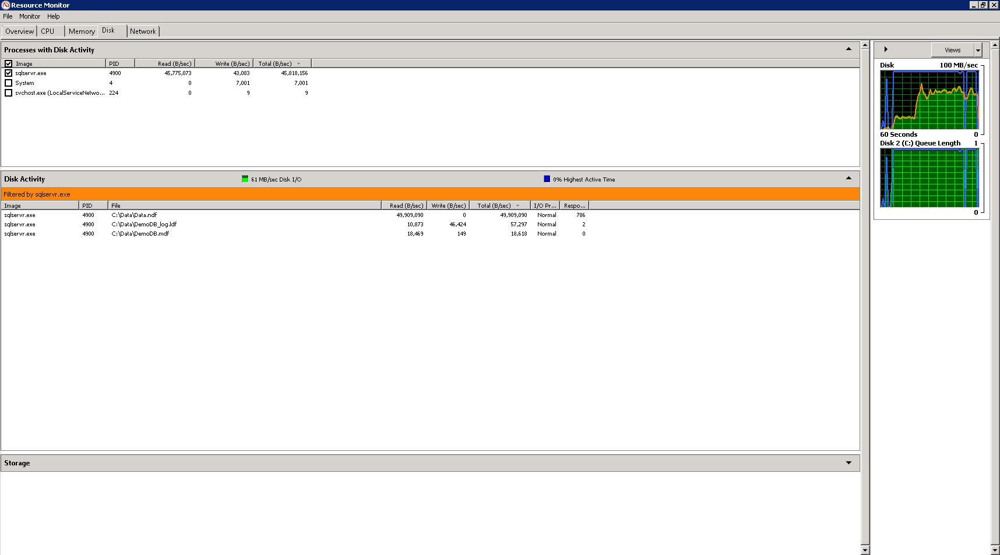 Resource Monitor
File Monitor Help
Overview CPU Memory Disk Network
Processes with Disk Activity
Image PID Read (B/sec) Write (B/sec) Total (B/sec)
sqlservr.exe 4900 45,775,073 43,083 45,818,156
System 4 0 7,001 7,001
svchost.exe (LocalServiceNetwo... 224 0 9 9
Disk Activity 61 MB/sec Disk I/O 0% Highest Active Time
Filtered by sqlservr.exe
Image PID File Read (B/sec) Write (B/sec) Total (B/sec) I/O Pr... Respo...
sqlservr.exe 4900 C:\Data\Data.ndf 49,909,090 0 49,909,090 Normal 786
sqlservr.exe 4900 C:\Data\DemoDB_log.ldf 10,873 46,424 57,297 Normal 2
sqlservr.exe 4900 C:\Data\DemoDB.mdf 18,469 149 18,618 Normal 0
Storage
Views
Disk 100 MB/sec
60 Seconds 0
Disk 2 (C:) Queue Length 1
0